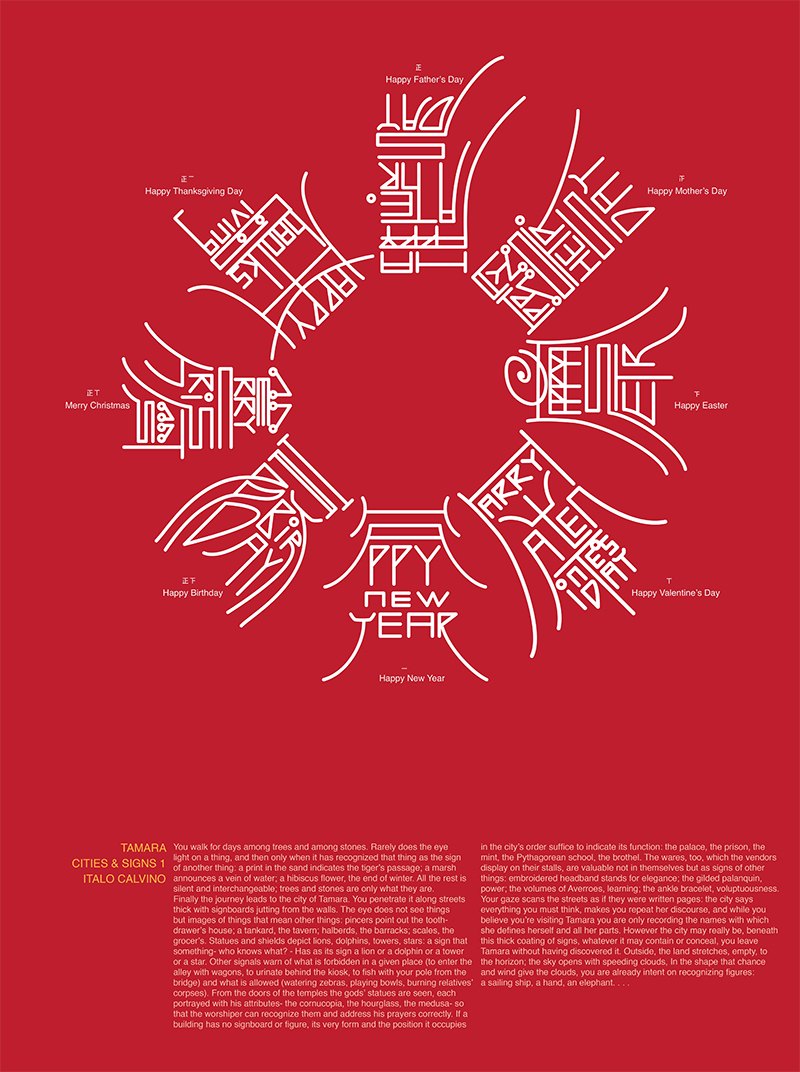 正
Happy Father's Day
正一
Happy Thanksgiving Day
Happy Mother's Day
正丅
Merry Christmas
下
Happy Easter
正下
Happy Birthday
丅
Happy Valentine's Day
PPY
new
YEAR
一
Happy New Year
TAMARA
CITIES & SIGNS 1
ITALO CALVINO
You walk for days among trees and among stones. Rarely does the eye
light on a thing, and then only when it has recognized that thing as the sign
of another thing: a print in the sand indicates the tiger's passage; a marsh
announces a vein of water; a hibiscus flower, the end of winter. All the rest is
silent and interchangeable; trees and stones are only what they are.
Finally the journey leads to the city of Tamara. You penetrate it along streets
thick with signboards jutting from the walls. The eye does not see things
but images of things that mean other things: pincers point out the tooth-
drawer's house; a tankard, the tavern; halberds, the barracks; scales, the
grocer's. Statues and shields depict lions, dolphins, towers, stars: a sign that
something- who knows what? - Has as its sign a lion or a dolphin or a tower
or a star. Other signals warn of what is forbidden in a given place (to enter the
alley with wagons, to urinate behind the kiosk, to fish with your pole from the
bridge) and what is allowed (watering zebras, playing bowls, burning relatives'
corpses). From the doors of the temples the gods' statues are seen, each
portrayed with his attributes- the cornucopia, the hourglass, the medusa- so
that the worshiper can recognize them and address his prayers correctly. If a
building has no signboard or figure, its very form and the position it occupies
in the city's order suffice to indicate its function: the palace, the prison, the
mint, the Pythagorean school, the brothel. The wares, too, which the vendors
display on their stalls, are valuable not in themselves but as signs of other
things: embroidered headband stands for elegance; the gilded palanquin,
power; the volumes of Averroes, learning; the ankle bracelet, voluptuousness.
Your gaze scans the streets as if they were written pages: the city says
everything you must think, makes you repeat her discourse, and while you
believe you're visiting Tamara you are only recording the names with which
she defines herself and all her parts. However the city may really be, beneath
this thick coating of signs, whatever it may contain or conceal, you leave
Tamara without having discovered it. Outside, the land stretches, empty, to
the horizon; the sky opens with speeding clouds, In the shape that chance
and wind give the clouds, you are already intent on recognizing figures:
a sailing ship, a hand, an elephant. . . .